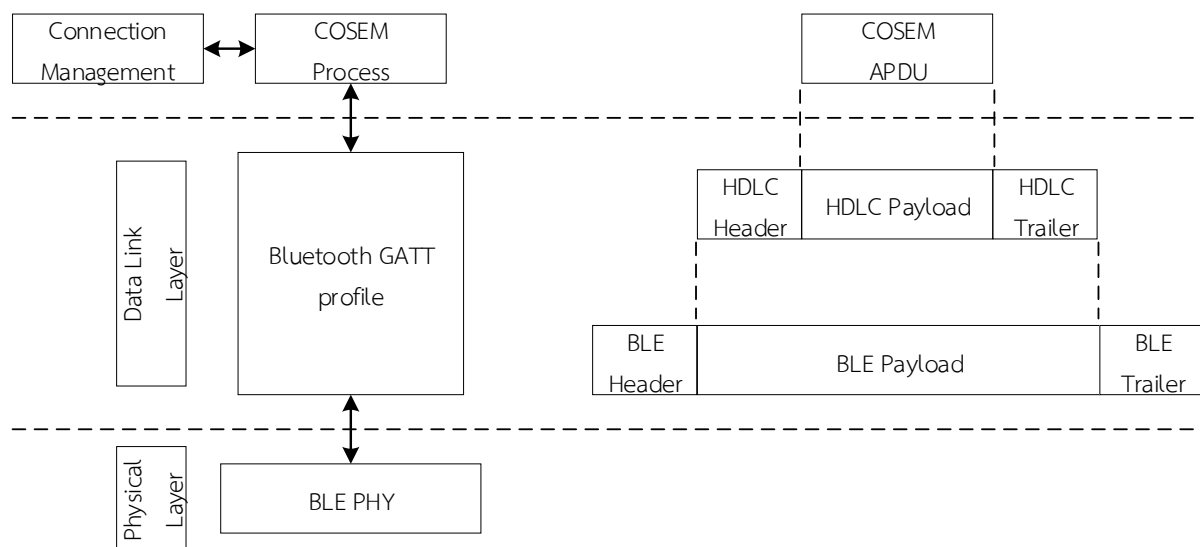 Connection
Management
COSEM
Process
COSEM
APDU
Data Link
Layer
Bluetooth GATT
profile
HDLC
Header
HDLC Payload
HDLC
Trailer
BLE
Header
BLE Payload
BLE
Trailer
Physical
Layer
BLE PHY